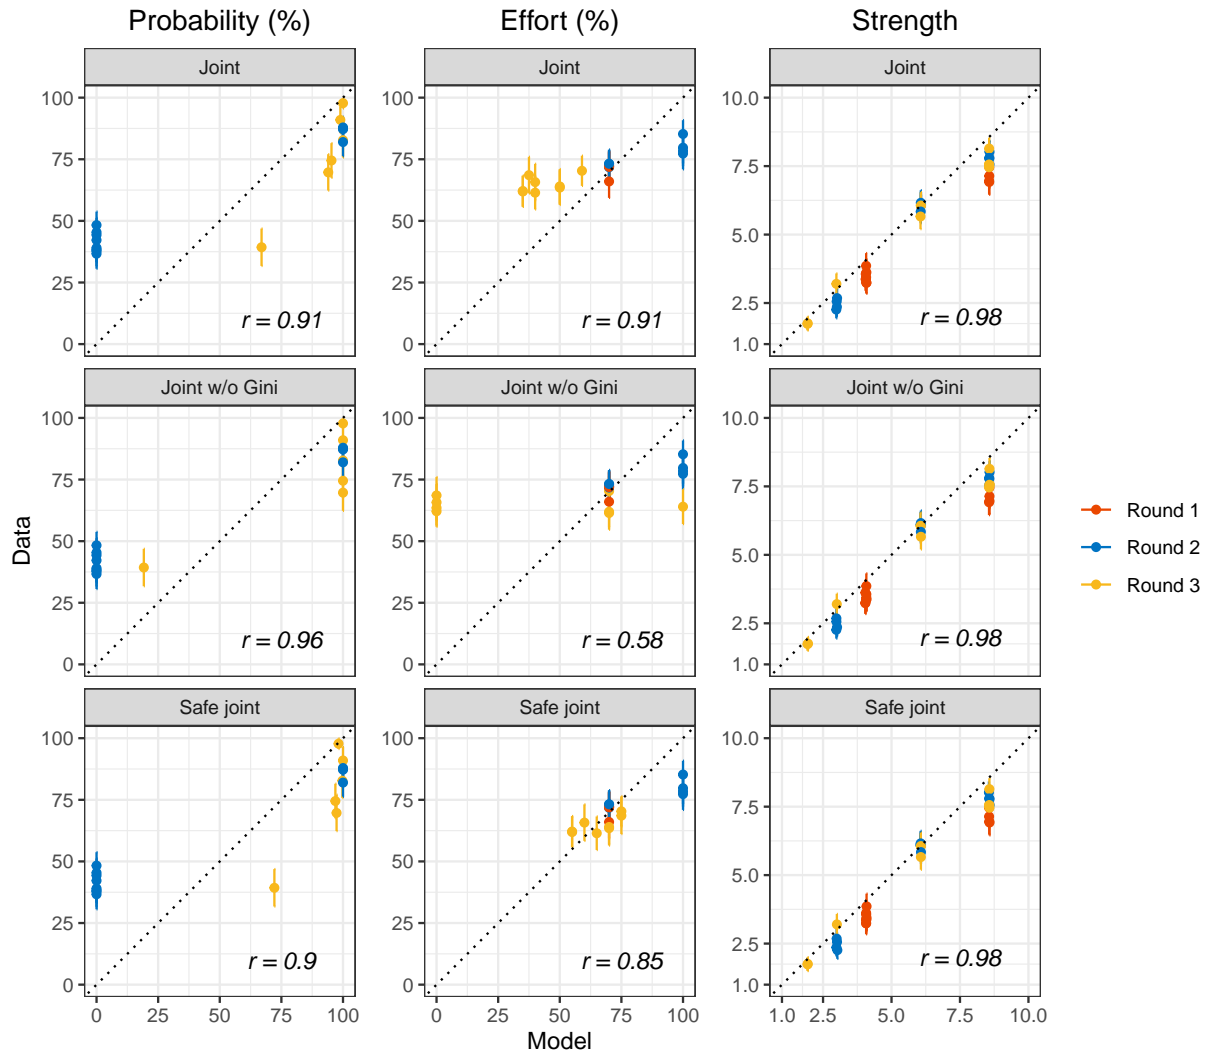 Probability (%) Effort (%) Strength
Joint Joint Joint
100 100 10.0
75 75 7.5
50 50 5.0
25 25 2.5
0 0 1.0
r = 0.91 r = 0.91 r = 0.98
Joint w/o Gini Joint w/o Gini Joint w/o Gini
100 100 10.0
75 75 7.5
50 50 5.0
25 25 2.5
0 0 1.0
r = 0.96 r = 0.58 r = 0.98
Safe joint Safe joint Safe joint
100 100 10.0
75 75 7.5
50 50 5.0
25 25 2.5
0 0 1.0
r = 0.9 r = 0.85 r = 0.98
0 25 50 75 100 0 25 50 75 100 1.0 2.5 5.0 7.5 10.0
Model
Data
Round 1
Round 2
Round 3